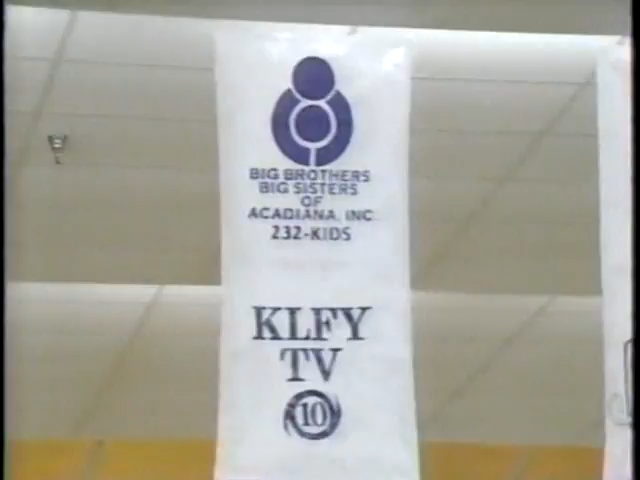 BIG BROTHERS
BIG SISTERS
OF
ACADIANA, INC
232-KIDS
KLFY
TV
10